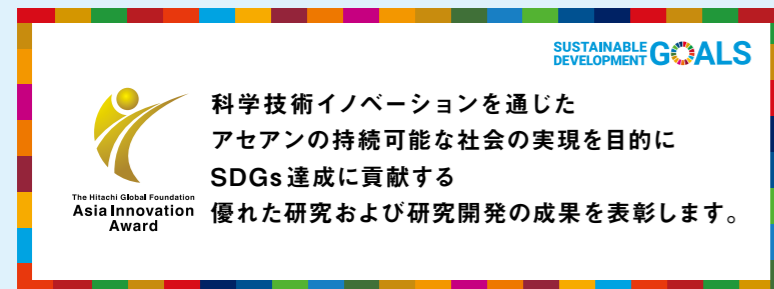 SUSTAINABLE
DEVELOPMENT GOALS
科学技術イノベーションを通じた
アセアンの持続可能な社会の実現を目的に
SDGs達成に貢献する
優れた研究および研究開発の成果を表彰します。
The Hitachi Global Foundation
Asia Innovation
Award